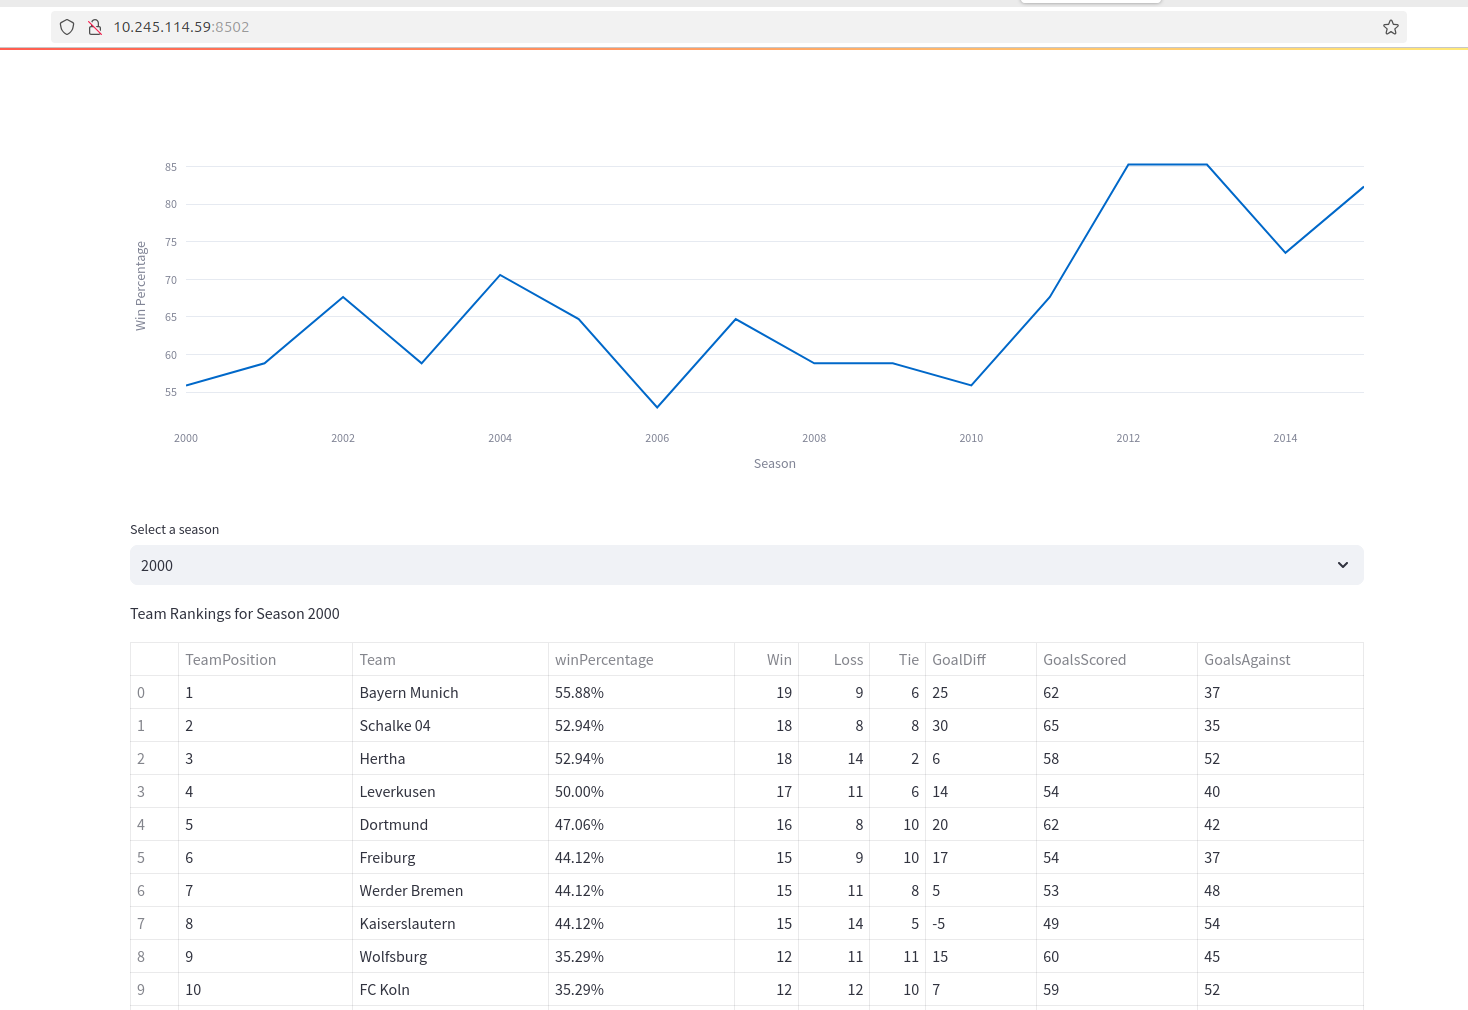 10.245.114.59:8502
85
80
75
70
65
60
55
Win Percentage
2000 2002 2004 2006 2008 2010 2012 2014
Season
Select a season
2000
Team Rankings for Season 2000
TeamPosition Team winPercentage Win Loss Tie GoalDiff GoalsScored GoalsAgainst
0 1 Bayern Munich 55.88% 19 9 6 25 62 37
1 2 Schalke 04 52.94% 18 8 8 30 65 35
2 3 Hertha 52.94% 18 14 2 6 58 52
3 4 Leverkusen 50.00% 17 11 6 14 54 40
4 5 Dortmund 47.06% 16 8 10 20 62 42
5 6 Freiburg 44.12% 15 9 10 17 54 37
6 7 Werder Bremen 44.12% 15 11 8 5 53 48
7 8 Kaiserslautern 44.12% 15 14 5 -5 49 54
8 9 Wolfsburg 35.29% 12 11 11 15 60 45
9 10 FC Koln 35.29% 12 12 10 7 59 52